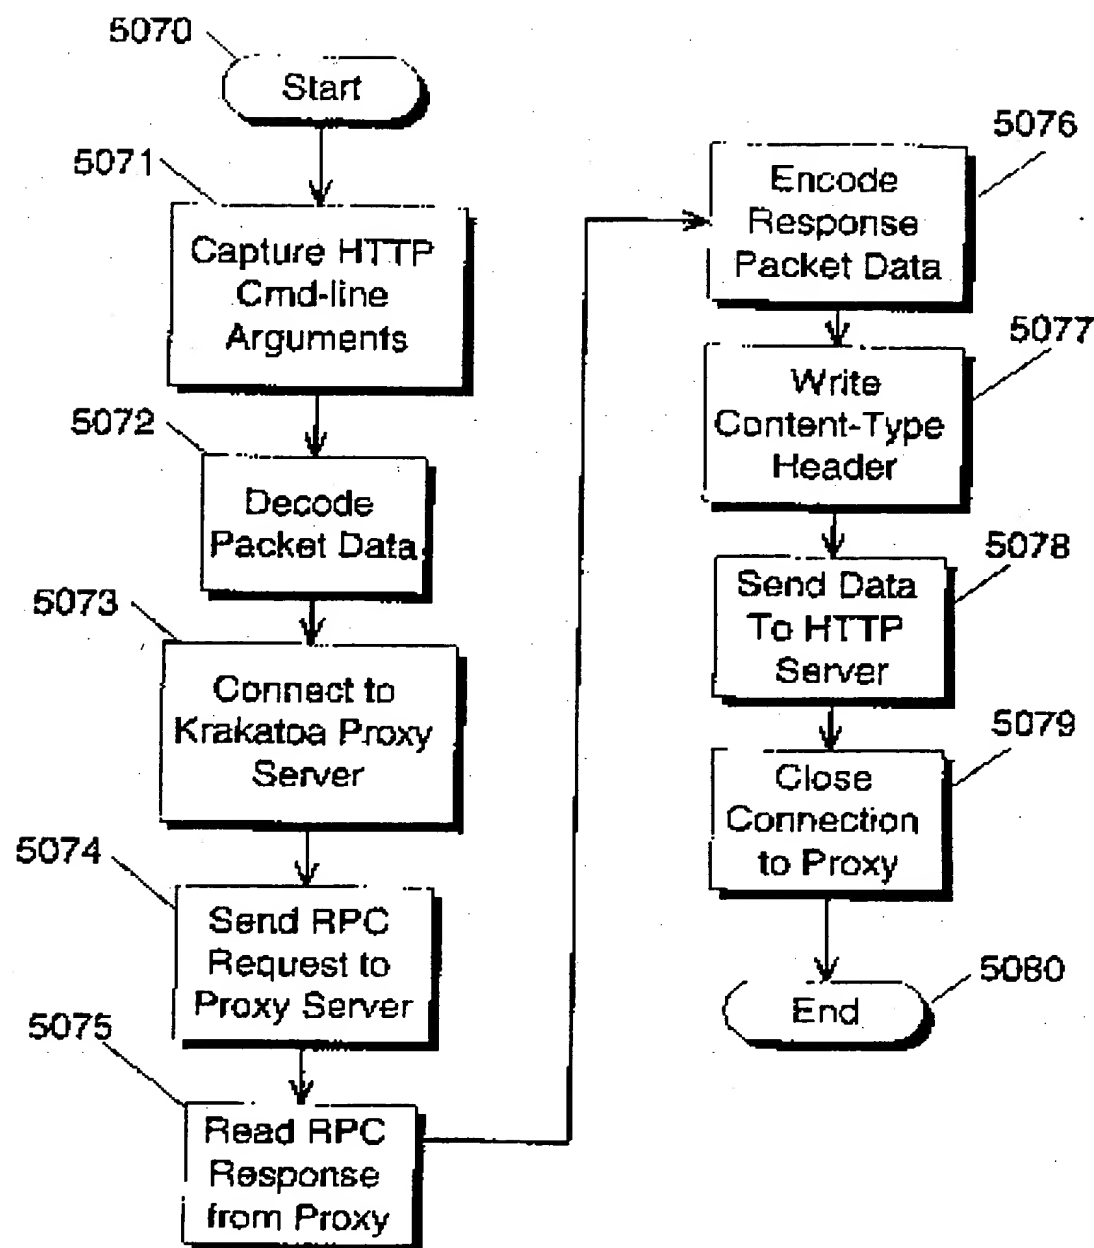 5070
Start
5071
Capture HTTP
Cmd-line
Arguments
5072
Decode
Packet Data
5073
Connect to
Krakatoa Proxy
Server
5074
Send RPC
Request to
Proxy Server
5075
Read RPC
Response
from Proxy
5076
Encode
Response
Packet Data
5077
Write
Content-Type
Header
5078
Send Data
To HTTP
Server
5079
Close
Connection
to Proxy
5080
End